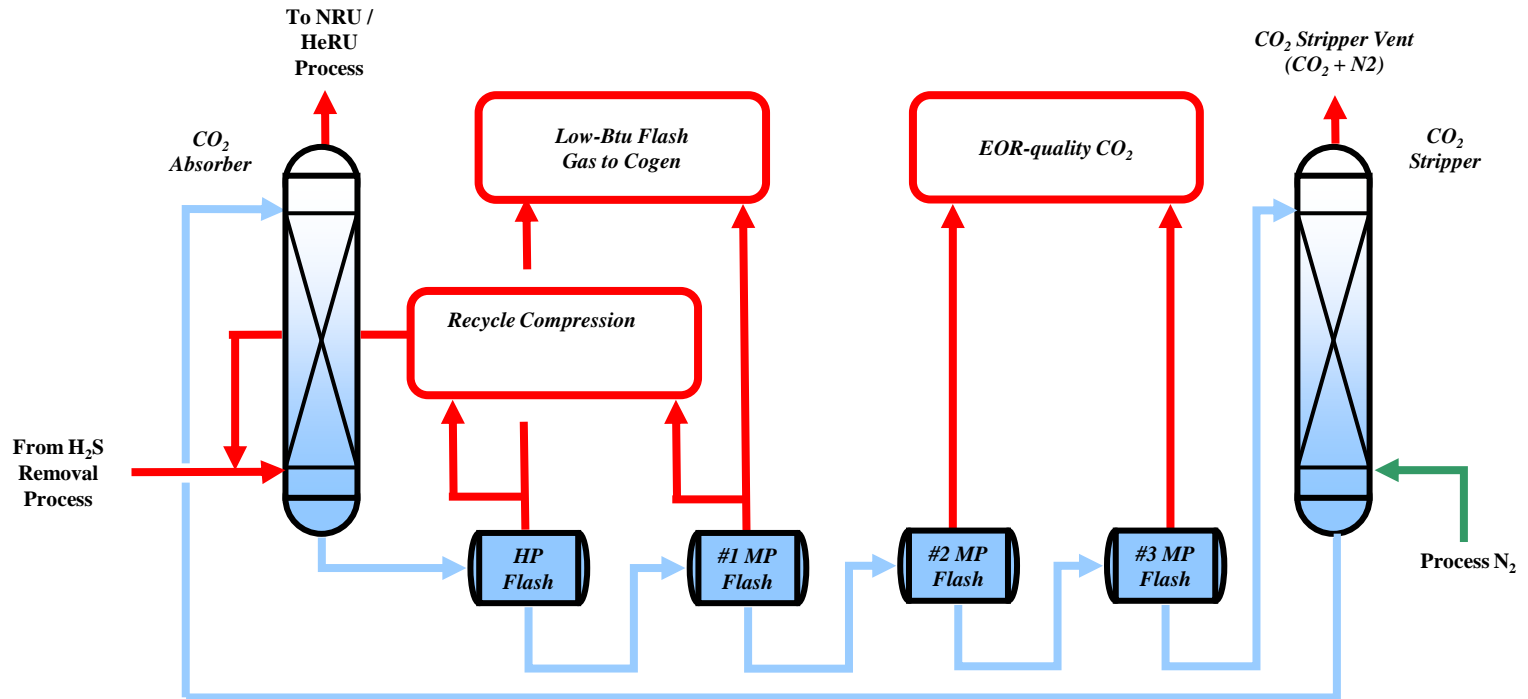 To NRU /
HeRU
Process
CO₂ Stripper Vent
(CO₂ + N2)
CO₂
Absorber
Low-Btu Flash
Gas to Cogen
EOR-quality CO₂
CO₂
Stripper
Recycle Compression
From H₂S
Removal
Process
HP
Flash
#1 MP
Flash
#2 MP
Flash
#3 MP
Flash
Process N₂